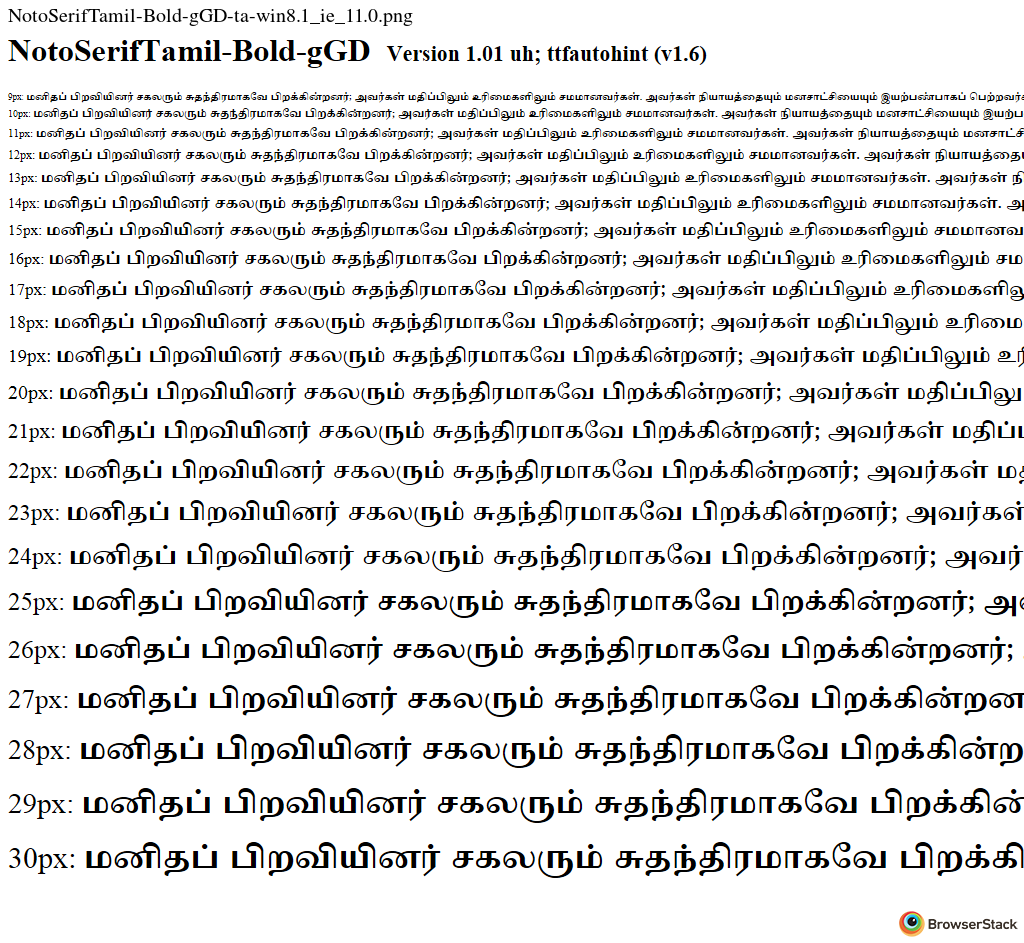 NotoSerifTamil-Bold-gGD-ta-win8.1_ie_11.0.png
NotoSerifTamil-Bold-gGD Version 1.01 uh; ttfautohint (v1.6)
9px: மனிதப் பிறவியினர் சகலரும் சுதந்திரமாகவே பிறக்கின்றனர்; அவர்கள் மதிப்பிலும் உரிமைகளிலும் சமமானவர்கள். அவர்கள் நியாயத்தையும் மனசாட்சியையும் இயற்பண்பாகப்
10px: மனிதப் பிறவியினர் சகலரும் சுதந்திரமாகவே பிறக்கின்றனர்; அவர்கள் மதிப்பிலும் உரிமைகளிலும் சமமானவர்கள். அவர்கள் நியாயத்தையும் மனசாட்சியையும்
11px: மனிதப் பிறவியினர் சகலரும் சுதந்திரமாகவே பிறக்கின்றனர்; அவர்கள் மதிப்பிலும் உரிமைகளிலும் சமமானவர்கள். அவர்கள் நியாயத்தையும்
12px: மனிதப் பிறவியினர் சகலரும் சுதந்திரமாகவே பிறக்கின்றனர்; அவர்கள் மதிப்பிலும் உரிமைகளிலும் சமமானவர்கள். அவர்கள்
13px: மனிதப் பிறவியினர் சகலரும் சுதந்திரமாகவே பிறக்கின்றனர்; அவர்கள் மதிப்பிலும் உரிமைகளிலும் சமமானவர்கள். அவர்கள்
14px: மனிதப் பிறவியினர் சகலரும் சுதந்திரமாகவே பிறக்கின்றனர்; அவர்கள் மதிப்பிலும் உரிமைகளிலும் சமமானவர்கள்.
15px: மனிதப் பிறவியினர் சகலரும் சுதந்திரமாகவே பிறக்கின்றனர்; அவர்கள் மதிப்பிலும் உரிமைகளிலும் சமமானவ
16px: மனிதப் பிறவியினர் சகலரும் சுதந்திரமாகவே பிறக்கின்றனர்; அவர்கள் மதிப்பிலும் உரிமைகளிலும் சம
17px: மனிதப் பிறவியினர் சகலரும் சுதந்திரமாகவே பிறக்கின்றனர்; அவர்கள் மதிப்பிலும் உரிமைகளிலு
18px: மனிதப் பிறவியினர் சகலரும் சுதந்திரமாகவே பிறக்கின்றனர்; அவர்கள் மதிப்பிலும் உரிமை
19px: மனிதப் பிறவியினர் சகலரும் சுதந்திரமாகவே பிறக்கின்றனர்; அவர்கள் மதிப்பிலும் உரி
20px: மனிதப் பிறவியினர் சகலரும் சுதந்திரமாகவே பிறக்கின்றனர்; அவர்கள் மதிப்பிலு
21px: மனிதப் பிறவியினர் சகலரும் சுதந்திரமாகவே பிறக்கின்றனர்; அவர்கள் மதிப்
22px: மனிதப் பிறவியினர் சகலரும் சுதந்திரமாகவே பிறக்கின்றனர்; அவர்கள் ம
23px: மனிதப் பிறவியினர் சகலரும் சுதந்திரமாகவே பிறக்கின்றனர்; அவர்கள்
24px: மனிதப் பிறவியினர் சகலரும் சுதந்திரமாகவே பிறக்கின்றனர்; அவர்
25px: மனிதப் பிறவியினர் சகலரும் சுதந்திரமாகவே பிறக்கின்றனர்; அ
26px: மனிதப் பிறவியினர் சகலரும் சுதந்திரமாகவே பிறக்கின்றனர்;
27px: மனிதப் பிறவியினர் சகலரும் சுதந்திரமாகவே பிறக்கின்றன
28px: மனிதப் பிறவியினர் சகலரும் சுதந்திரமாகவே பிறக்கின்ற
29px: மனிதப் பிறவியினர் சகலரும் சுதந்திரமாகவே பிறக்கின்
30px: மனிதப் பிறவியினர் சகலரும் சுதந்திரமாகவே பிறக்கி
BrowserStack